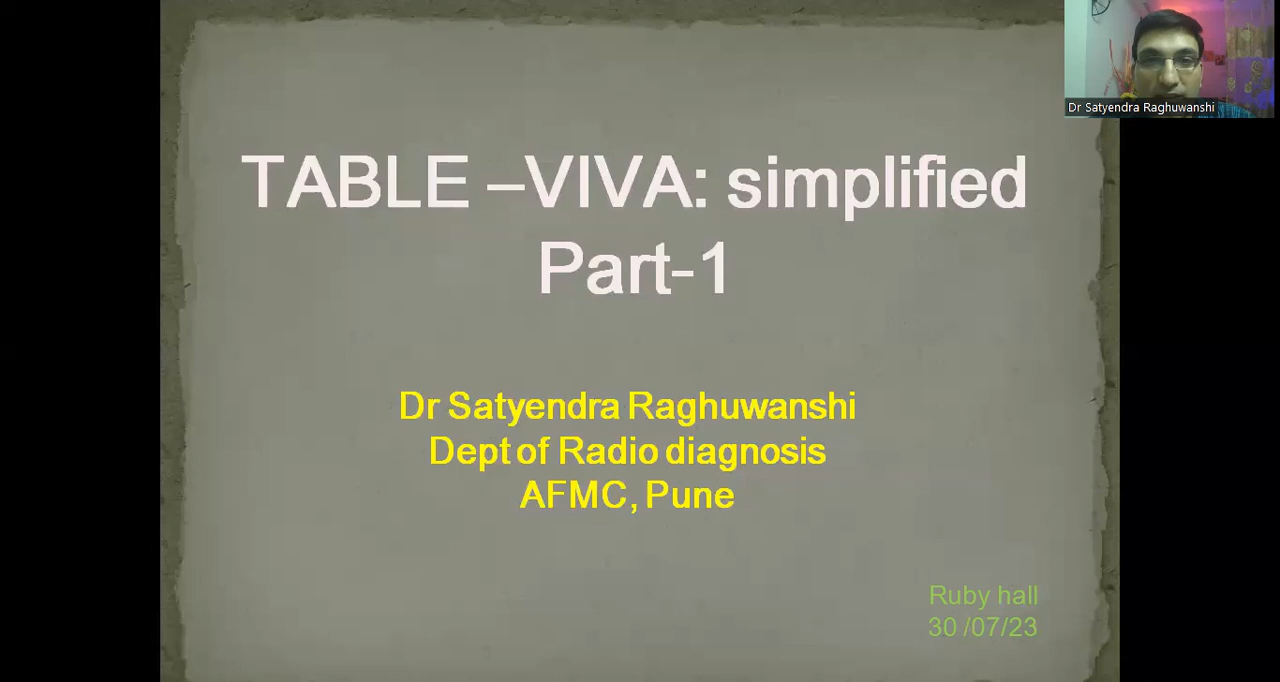 Dr Satyendra Raghuwanshi
TABLE –VIVA: simplified
Part-1
Dr Satyendra Raghuwanshi
Dept of Radio diagnosis
AFMC, Pune
Ruby hall
30 /07/23